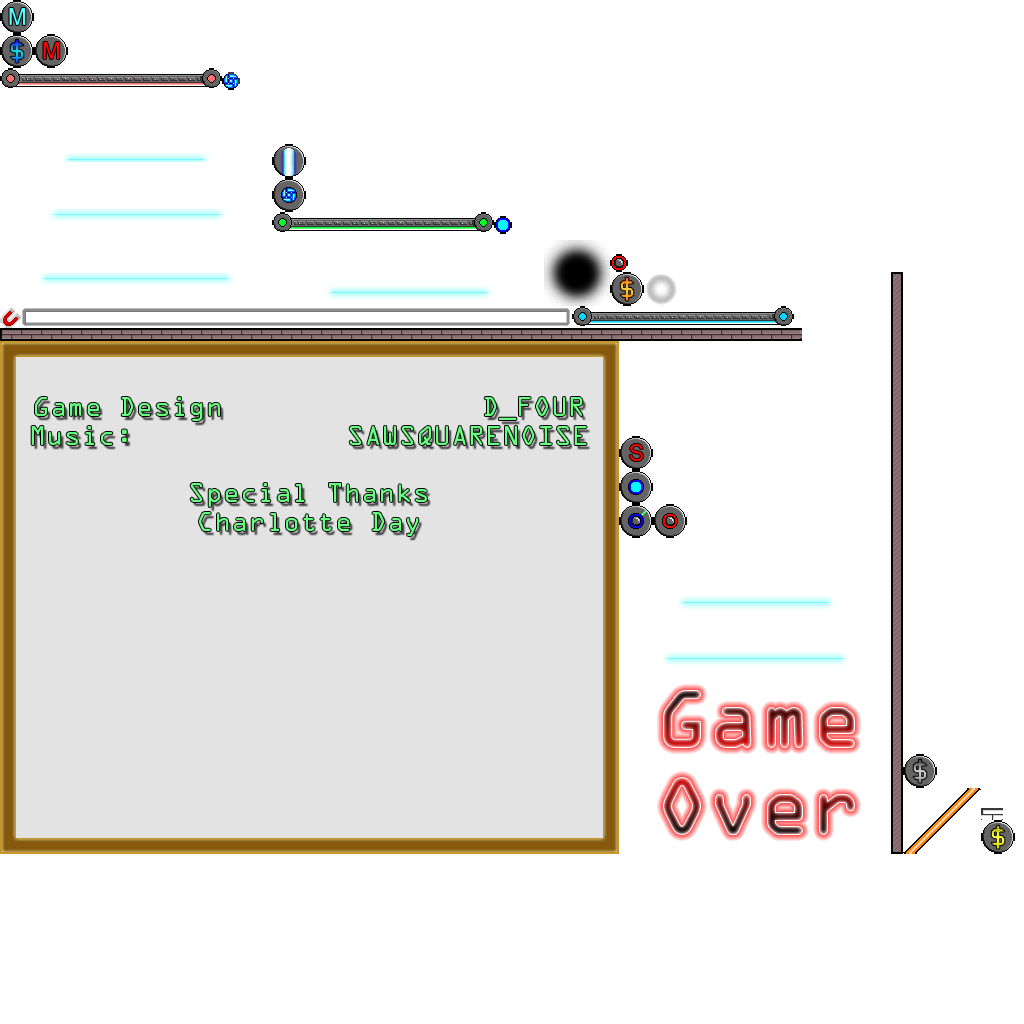 M
$ M
$
Game Design D_FOUR
Music: SAWSQUARENOISE
S
Special Thanks
Charlotte Day
Game
Over
$
$